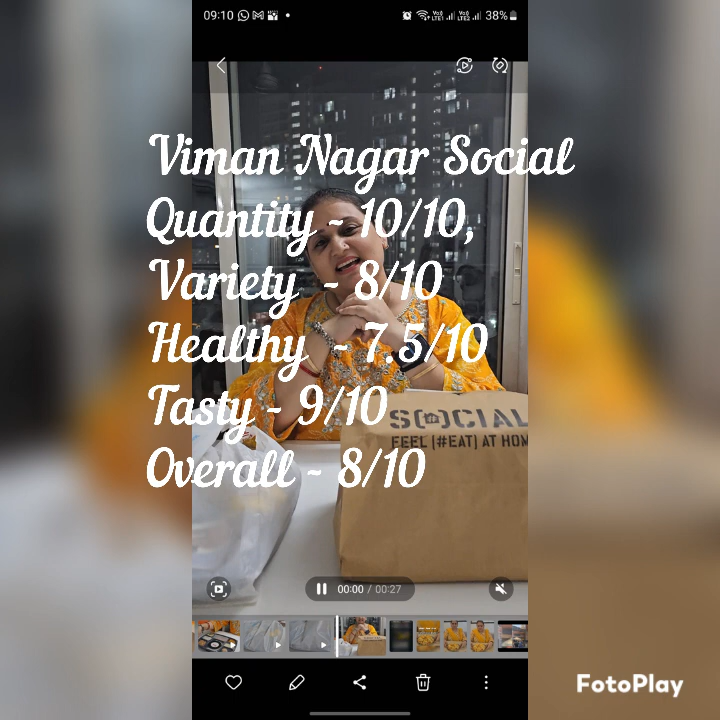 09:10
38%
Viman Nagar Social
Quantity - 10/10,
Variety - 8/10
Healthy - 7.5/10
Tasty - 9/10
Overall - 8/10
SOCIAL
FEEL [#EAT] AT HOM
00:00 / 00:27
FotoPlay